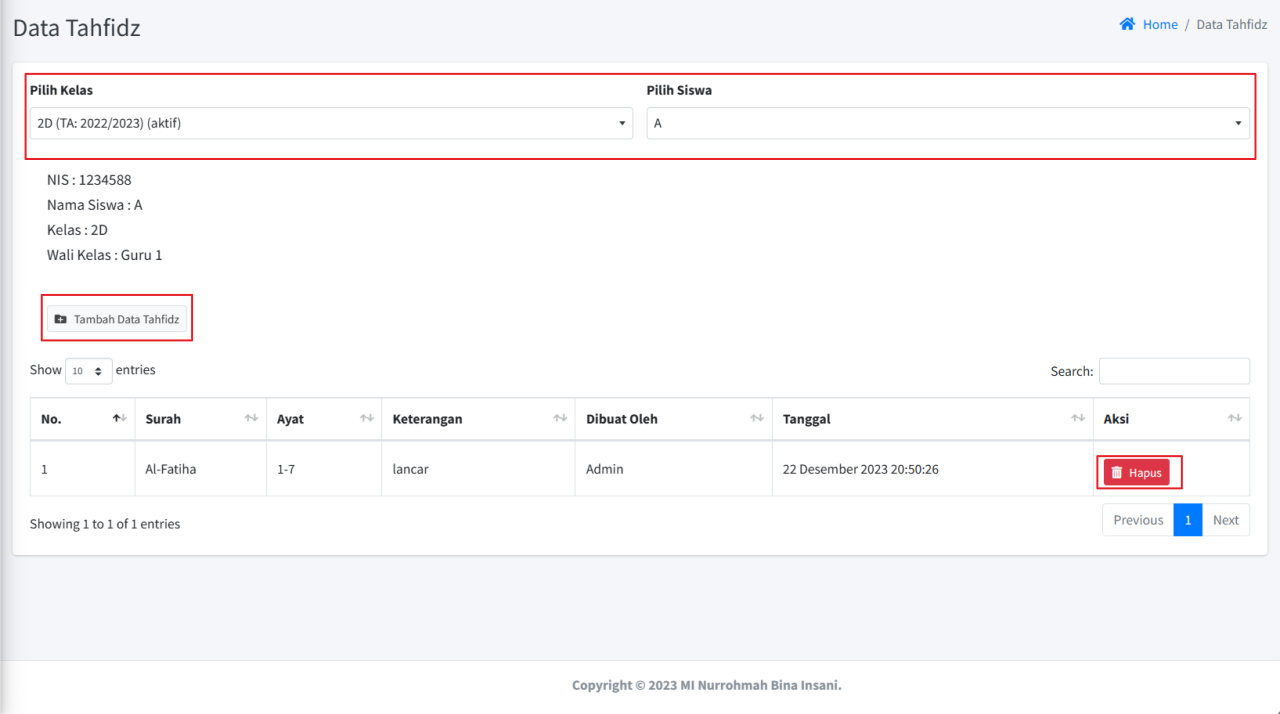 Data Tahfidz
Home / Data Tahfidz
Pilih Kelas
Pilih Siswa
2D (TA: 2022/2023) (aktif)
A
NIS : 1234588
Nama Siswa : A
Kelas : 2D
Wali Kelas : Guru 1
Tambah Data Tahfidz
Show 10 entries
Search:
No. Surah Ayat Keterangan Dibuat Oleh Tanggal Aksi
1 Al-Fatiha 1-7 lancar Admin 22 Desember 2023 20:50:26 Hapus
Showing 1 to 1 of 1 entries
Previous 1 Next
Copyright © 2023 MI Nurrohmah Bina Insani.